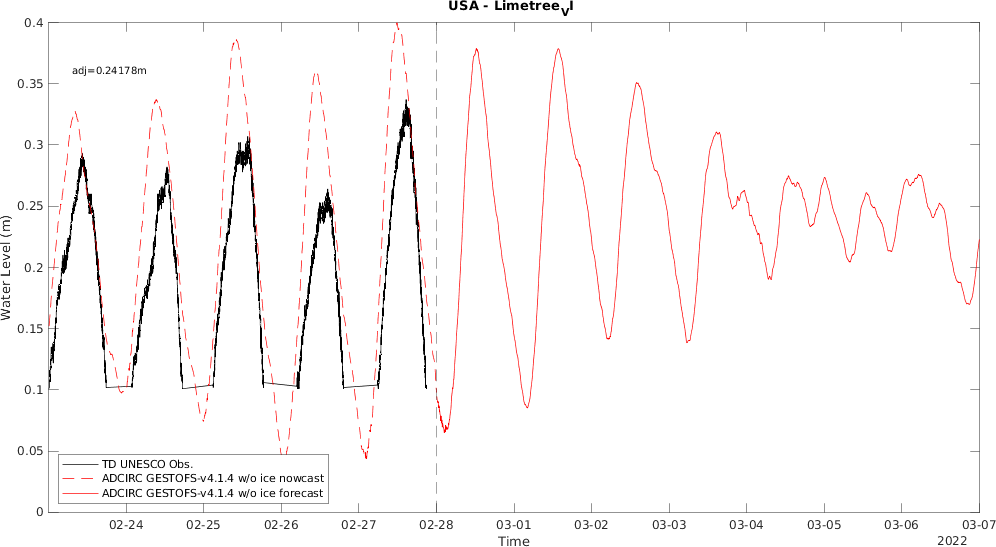 USA - Limetree_VI
0.4
0.35
0.3
0.25
0.2
0.15
0.1
0.05
0
Water Level (m)
adj=0.24178m
TD UNESCO Obs.
ADCIRC GESTOFS-v4.1.4 w/o ice nowcast
ADCIRC GESTOFS-v4.1.4 w/o ice forecast
02-24 02-25 02-26 02-27 02-28 03-01 03-02 03-03 03-04 03-05 03-06 03-07
Time
2022